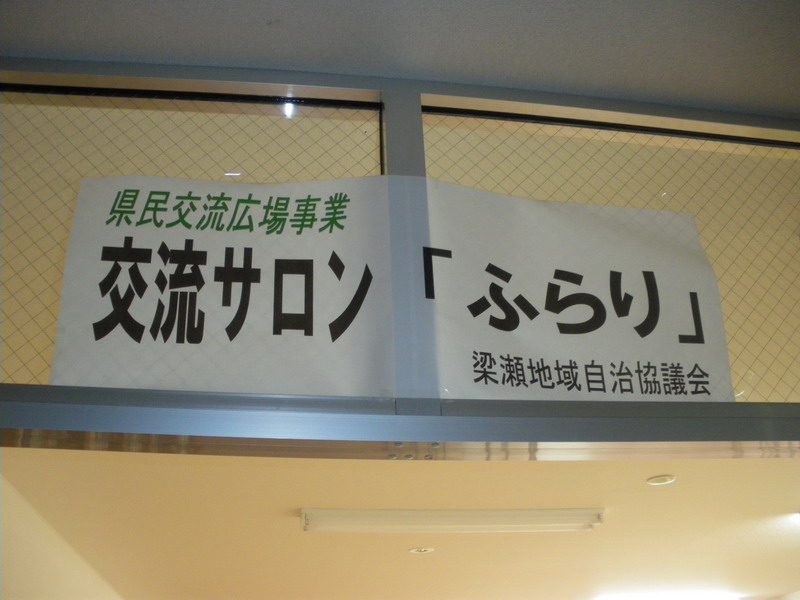 県民交流広場事業
交流サロン「ふらり」
梁瀬地域自治協議会